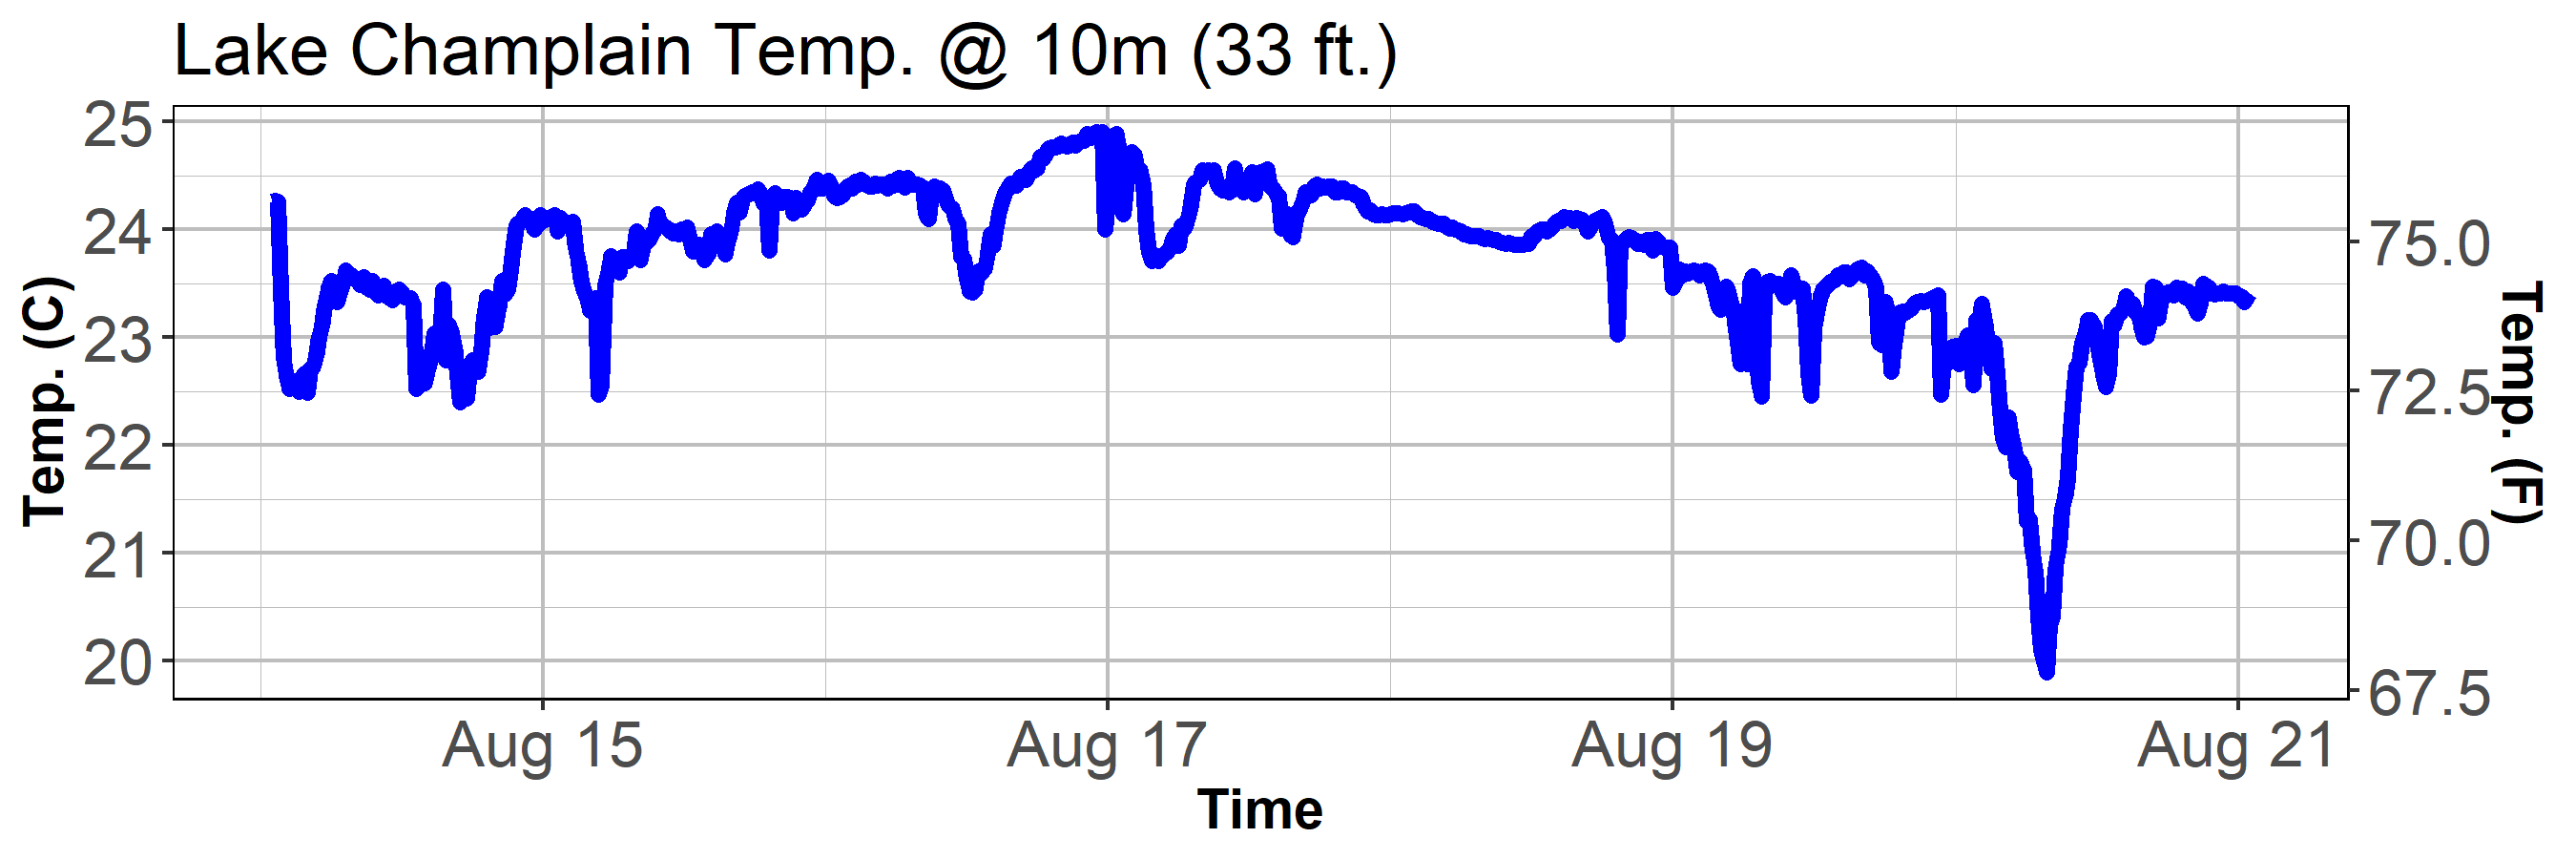 Lake Champlain Temp. @ 10m (33 ft.)
25
24
23
22
21
20
Temp. (C)
75.0
72.5
70.0
67.5
Temp. (F)
Aug 15 Aug 17 Aug 19 Aug 21
Time